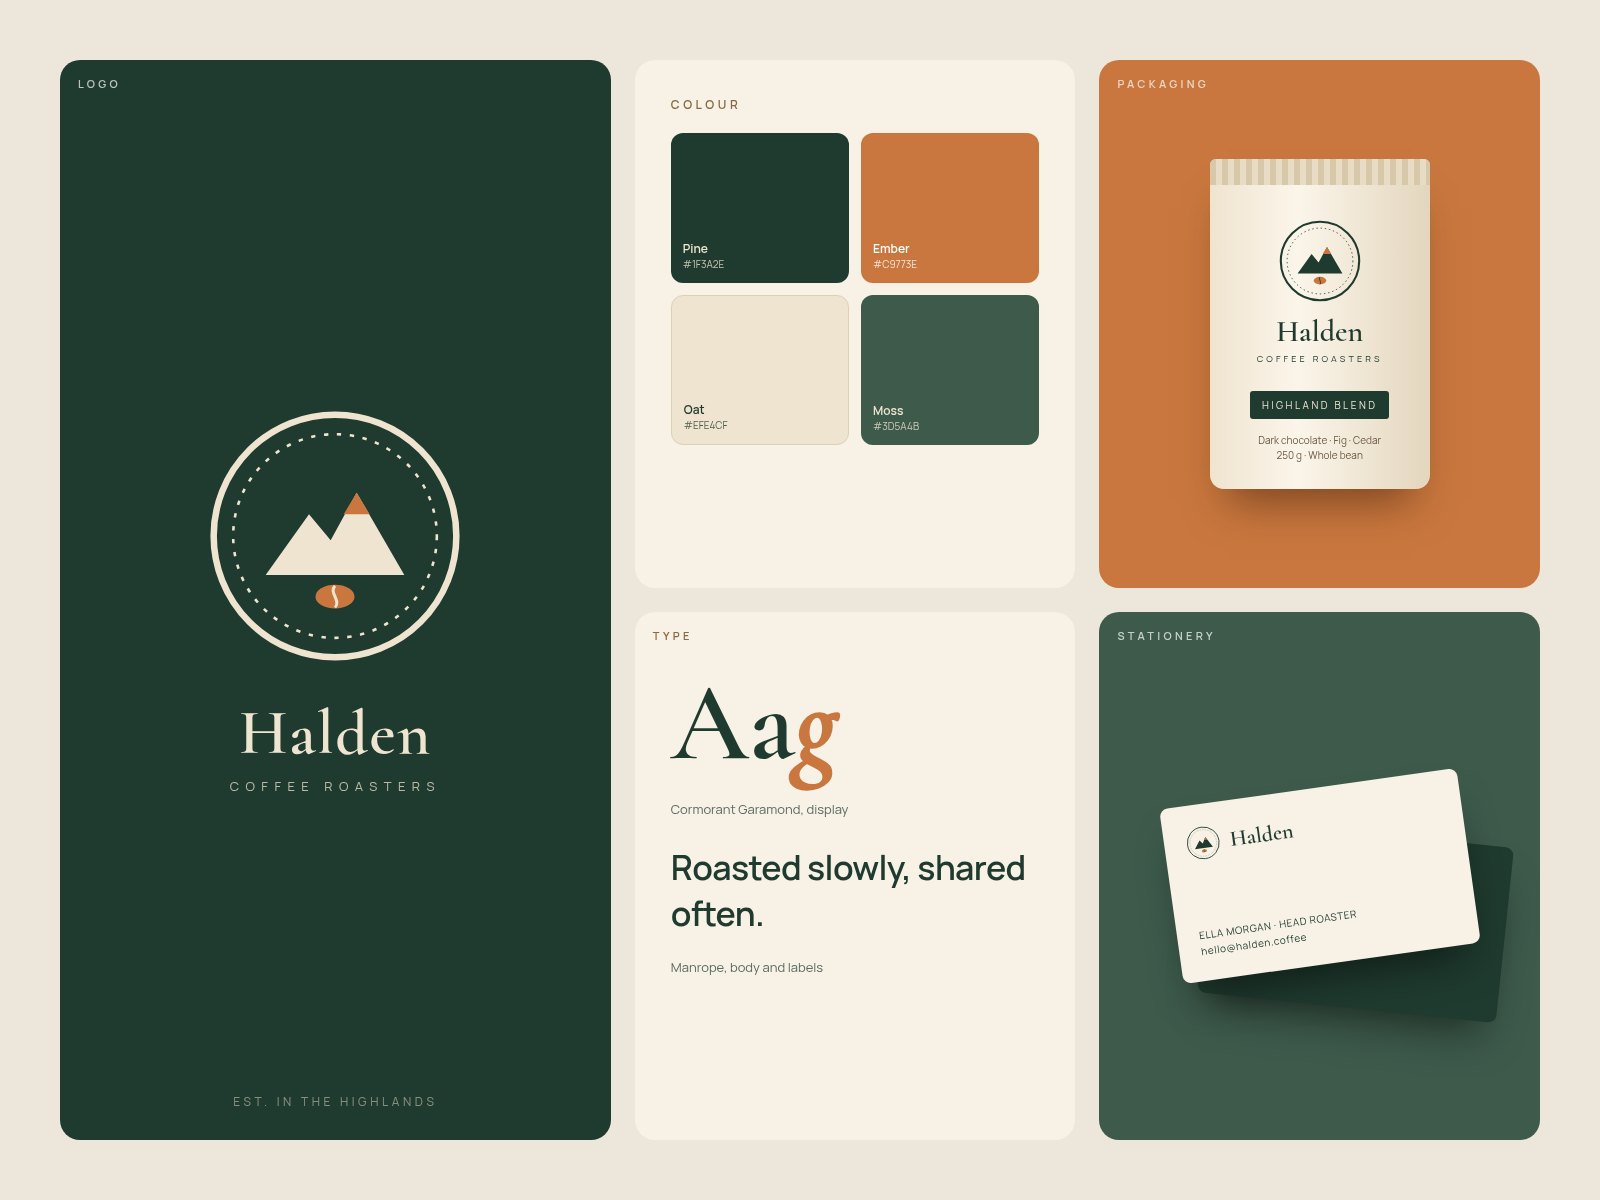 LOGO
Halden
COFFEE ROASTERS
EST. IN THE HIGHLANDS
COLOUR
Pine
#1F3A2E
Ember
#C9773E
Oat
#EFE4CF
Moss
#3D5A4B
TYPE
Aag
Cormorant Garamond, display
Roasted slowly, shared
often.
Manrope, body and labels
PACKAGING
Halden
COFFEE ROASTERS
HIGHLAND BLEND
Dark chocolate · Fig · Cedar
250 g · Whole bean
STATIONERY
Halden
ELLA MORGAN · HEAD ROASTER
hello@halden.coffee